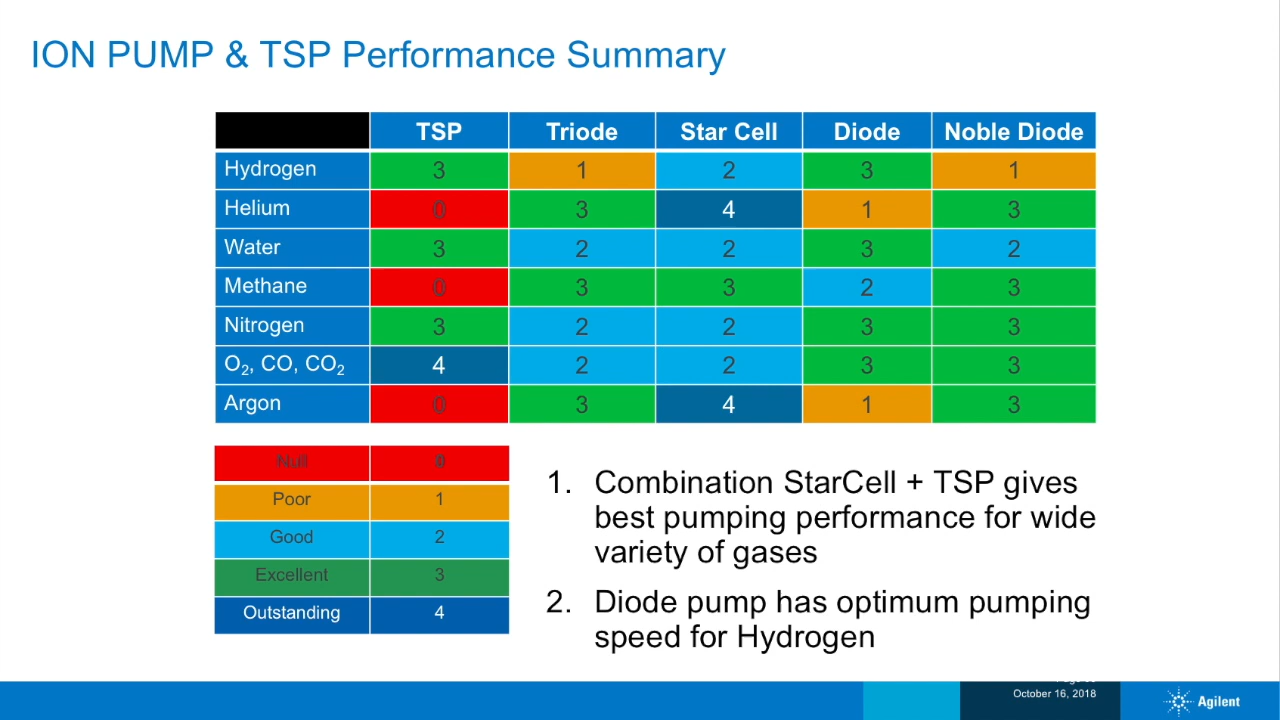 ION PUMP & TSP Performance Summary
TSP Triode Star Cell Diode Noble Diode
Hydrogen 3 1 2 3 1
Helium 0 3 4 1 3
Water 3 2 2 3 2
Methane 0 3 3 2 3
Nitrogen 3 2 2 3 3
O₂, CO, CO₂ 4 2 2 3 3
Argon 0 3 4 1 3
Null
Poor 1
Good 2
Excellent 3
Outstanding 4
1. Combination StarCell + TSP gives
best pumping performance for wide
variety of gases
2. Diode pump has optimum pumping
speed for Hydrogen
October 16, 2018
Agilent